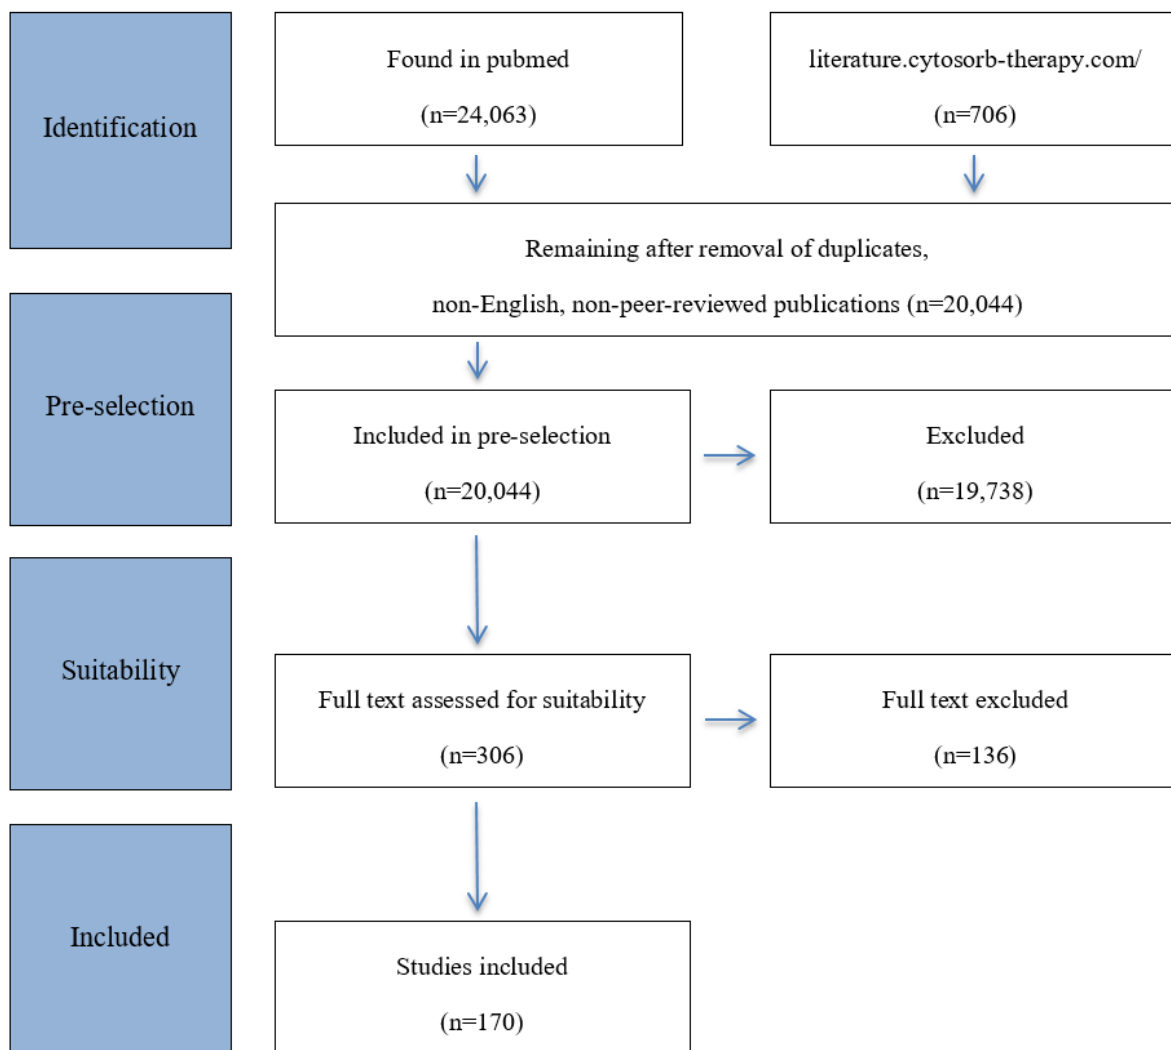 Identification
Found in pubmed
(n=24,063)
literature.cytosorb-therapy.com/
(n=706)
Remaining after removal of duplicates,
non-English, non-peer-reviewed publications (n=20,044)
Pre-selection
Included in pre-selection
(n=20,044)
Excluded
(n=19,738)
Suitability
Full text assessed for suitability
(n=306)
Full text excluded
(n=136)
Included
Studies included
(n=170)